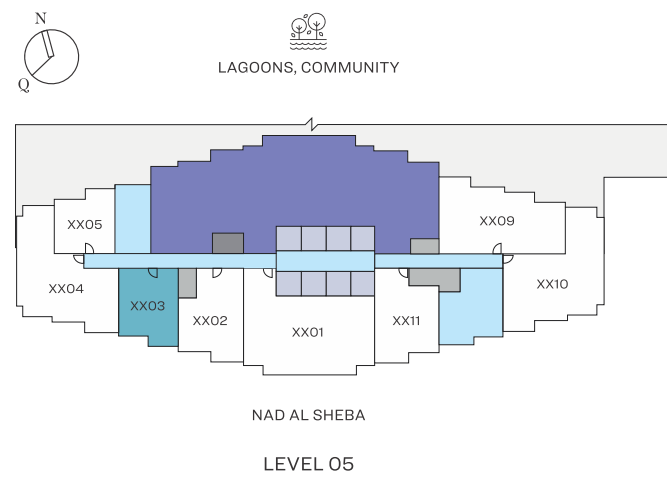 N
Q
LAGOONS, COMMUNITY
XX05
XX09
XX04
XX03
XX02
XX01
XX11
XX10
NAD AL SHEBA
LEVEL 05